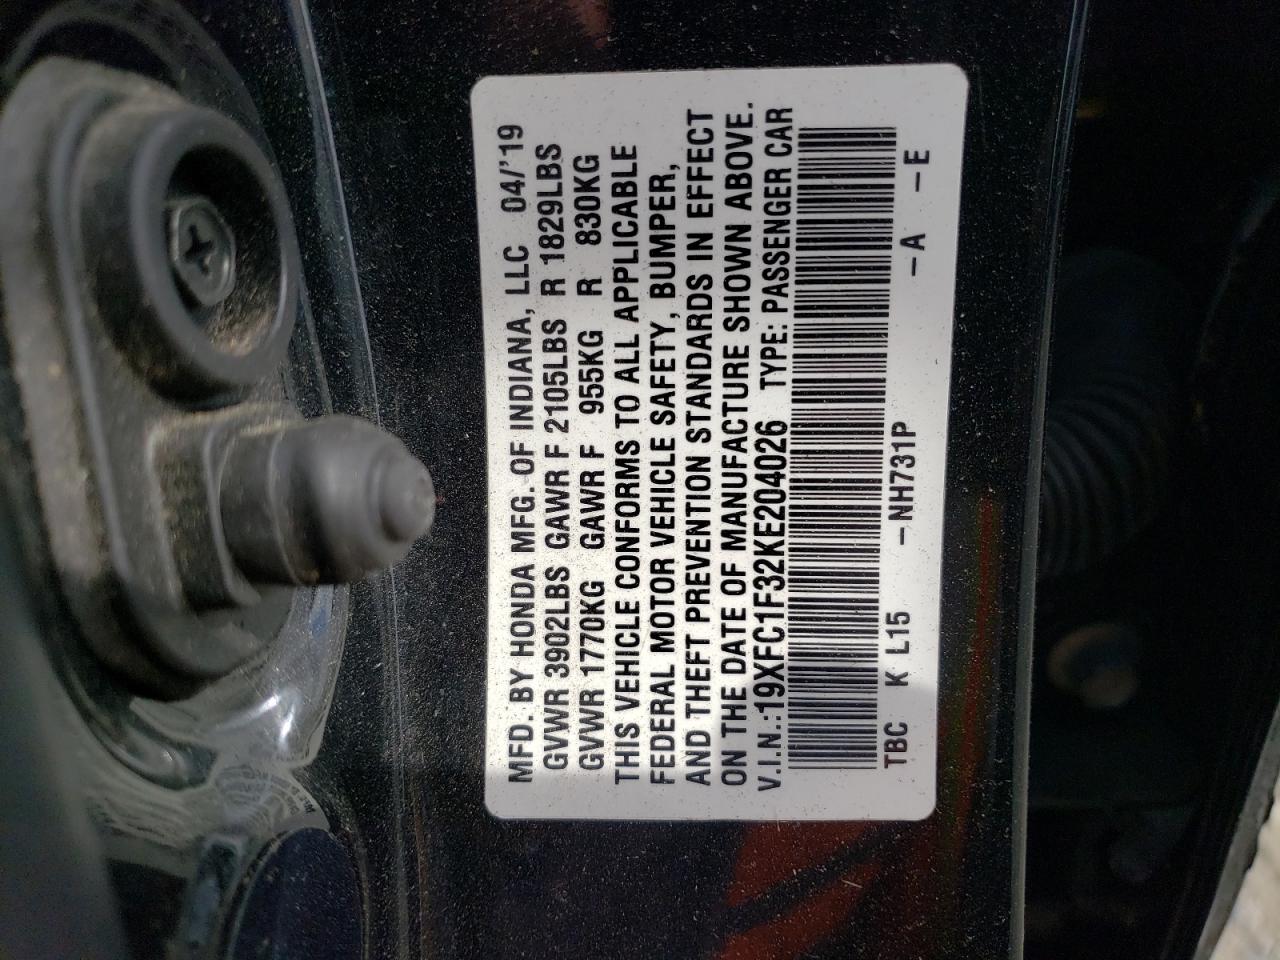 MFD. BY HONDA MFG. OF INDIANA, LLC 04/'19
GVWR 3902LBS GAWR F 2105LBS R 1829LBS
GVWR 1770KG GAWR F 955KG R 830KG
THIS VEHICLE CONFORMS TO ALL APPLICABLE
FEDERAL MOTOR VEHICLE SAFETY, BUMPER,
AND THEFT PREVENTION STANDARDS IN EFFECT
ON THE DATE OF MANUFACTURE SHOWN ABOVE.
V.I.N.:19XFC1F32KE204026 TYPE: PASSENGER CAR
TBC K L15 -NH731P -A -E